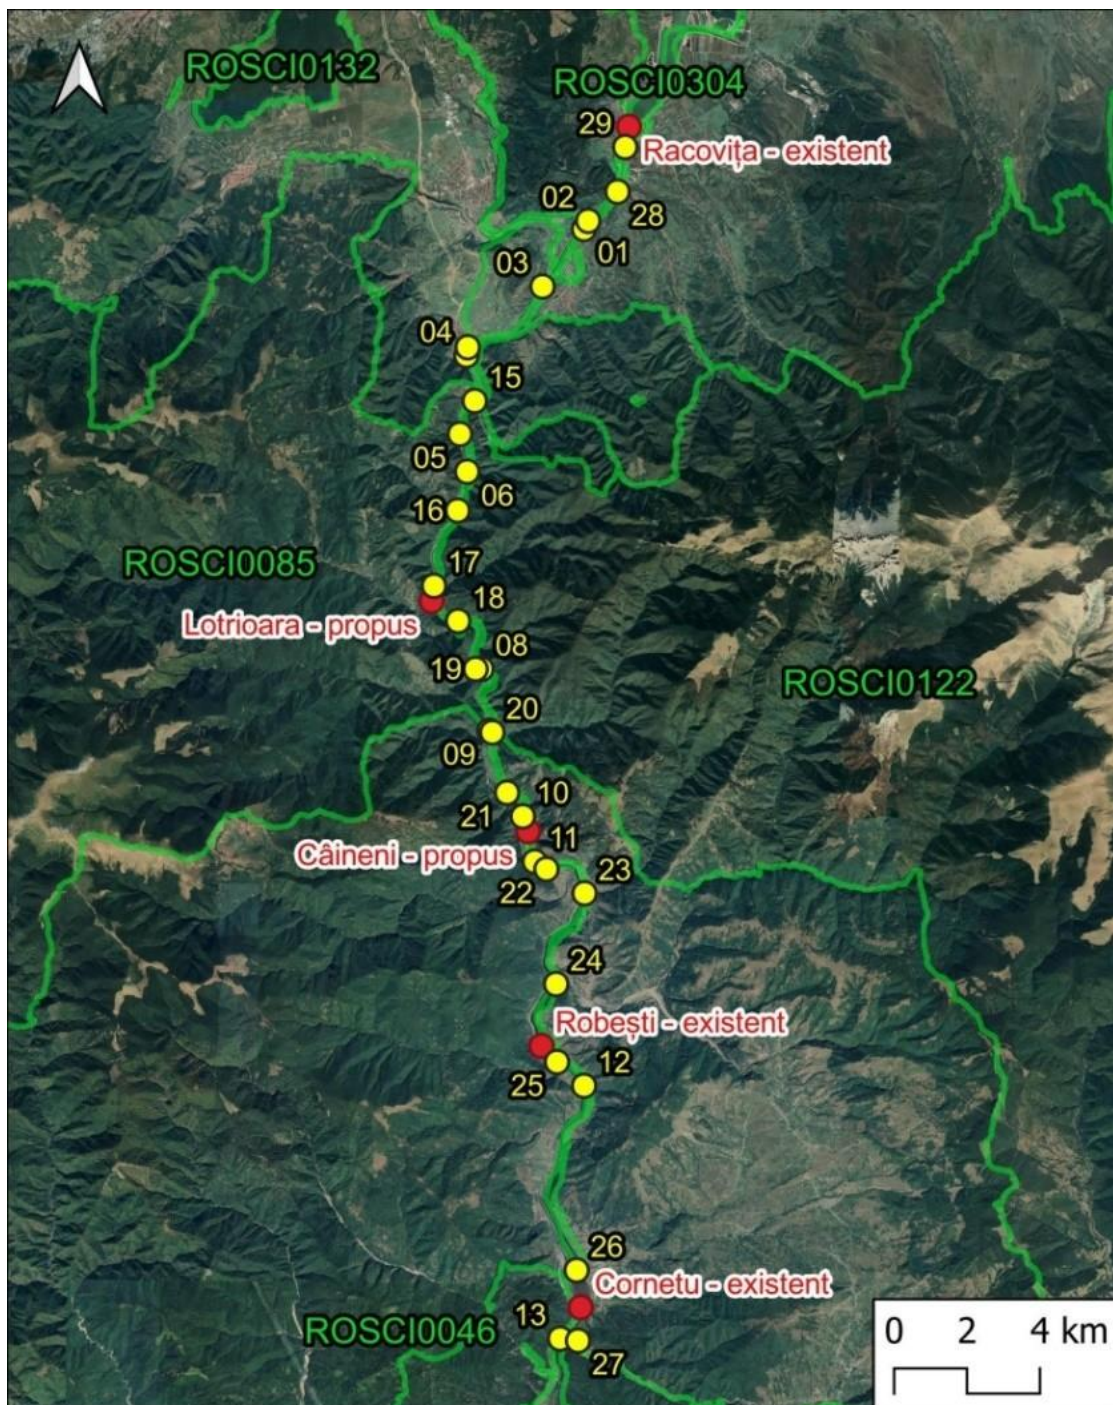 ROSCI0132
ROSCI0304
29
Racovița - existent
02
28
01
03
04
15
05
06
16
ROSCI0085
17
18
Lotrioara - propus
08
19
ROSCI0122
20
09
10
21
11
Câineni - propus
23
22
24
Robești - existent
12
25
26
Cornetu - existent
13
ROSCI0046
27
0 2 4 km